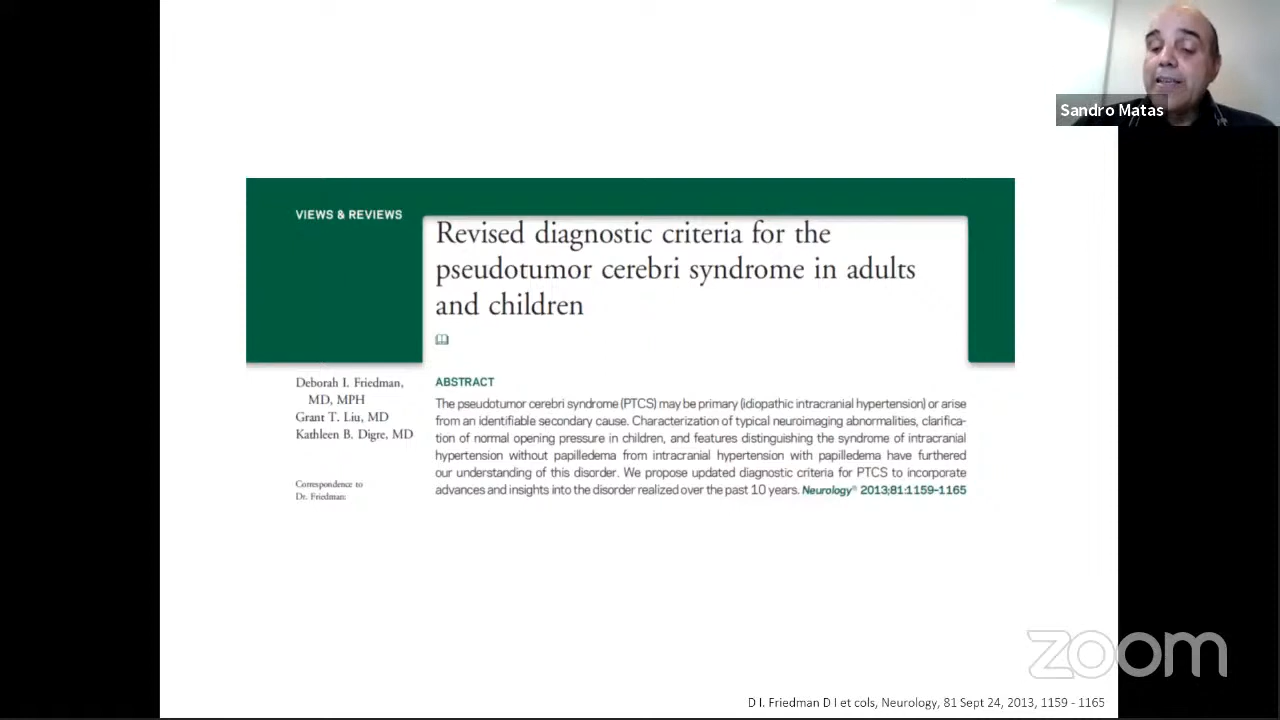 Sandro Matas
VIEWS & REVIEWS
Revised diagnostic criteria for the
pseudotumor cerebri syndrome in adults
and children
Deborah I. Friedman,
MD, MPH
Grant T. Liu, MD
Kathleen B. Digre, MD
Correspondence to
Dr. Friedman:
ABSTRACT
The pseudotumor cerebri syndrome (PTCS) may be primary (idiopathic intracranial hypertension) or arise
from an identifiable secondary cause. Characterization of typical neuroimaging abnormalities, clarifica-
tion of normal opening pressure in children, and features distinguishing the syndrome of intracranial
hypertension without papilledema from intracranial hypertension with papilledema have furthered
our understanding of this disorder. We propose updated diagnostic criteria for PTCS to incorporate
advances and insights into the disorder realized over the past 10 years. Neurology® 2013;81:1159–1165
zoom
D I. Friedman D I et cols, Neurology, 81 Sept 24, 2013, 1159 - 1165